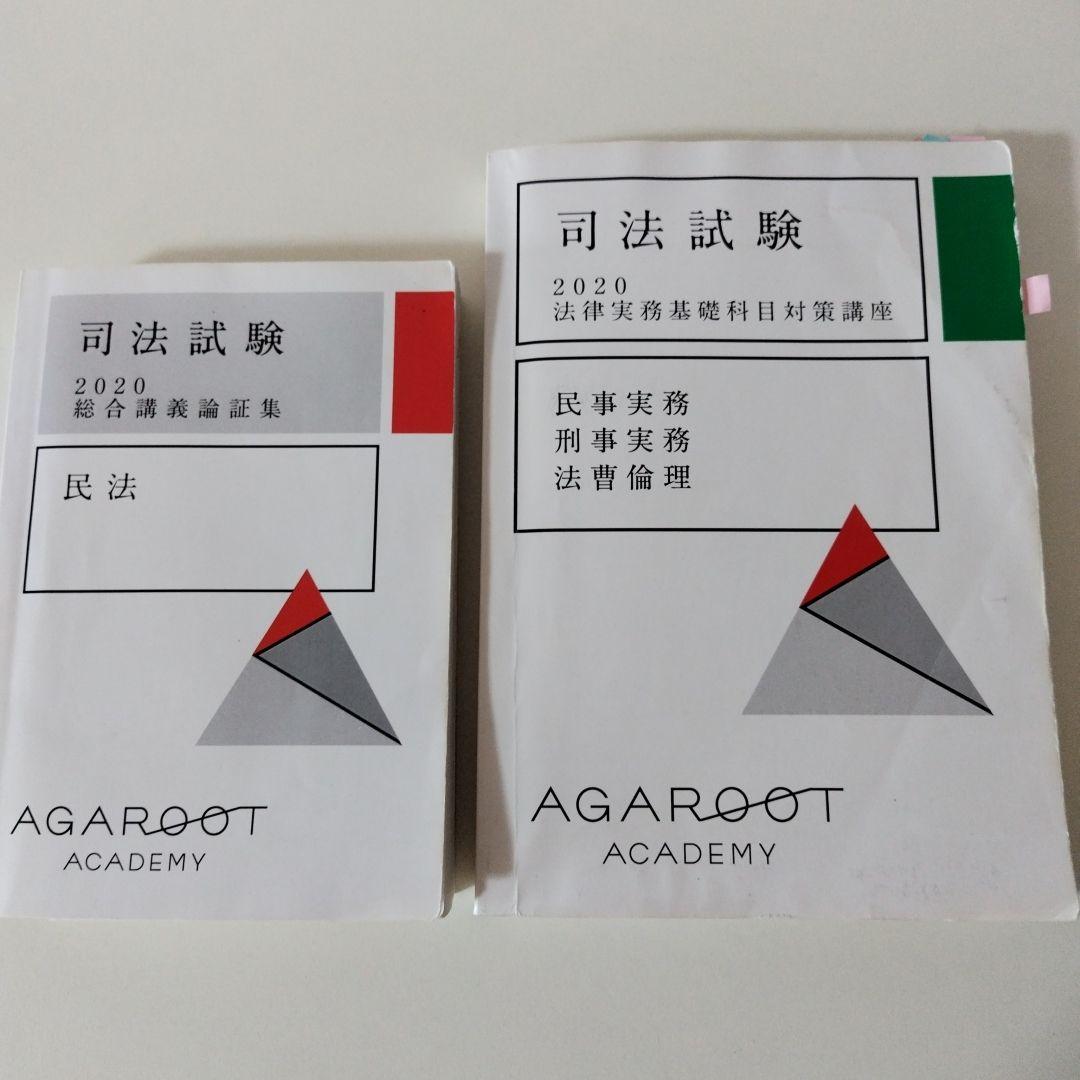 司法試験
2020
総合講義論証集
民法
AGAROOT
ACADEMY
司法試験
2020
法律実務基礎科目対策講座
民事実務
刑事実務
法曹倫理
AGAROOT
ACADEMY